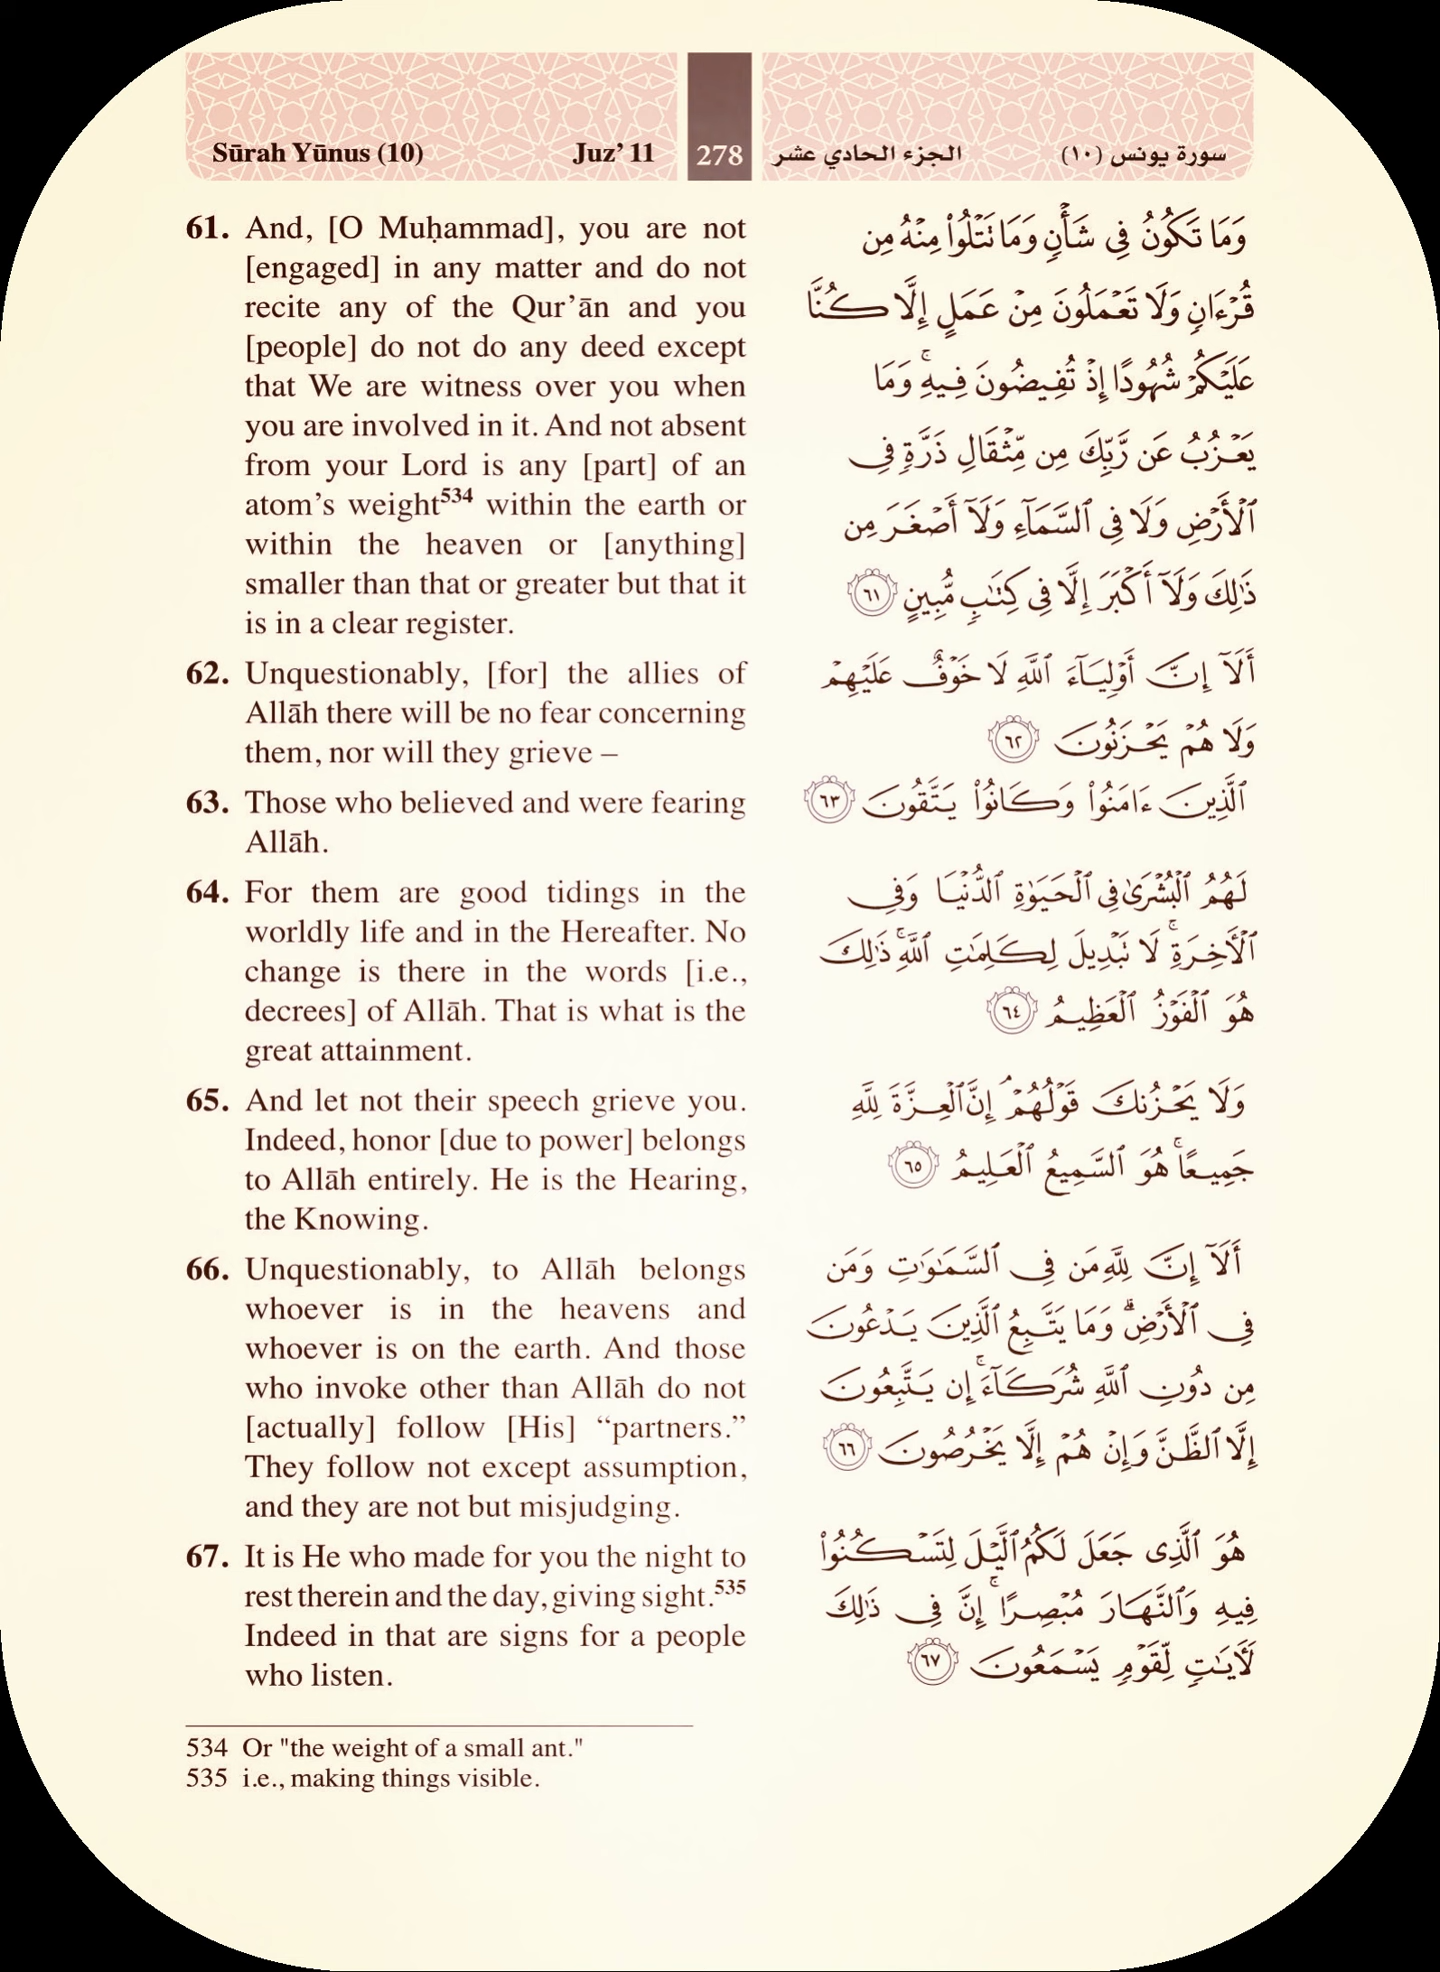 Sūrah Yūnus (10)
Juz’ 11
278
الجزء الحادي عشر
سورة يونس (١٠)
61. And, [O Muḥammad], you are not
[engaged] in any matter and do not
recite any of the Qur’ān and you
[people] do not do any deed except
that We are witness over you when
you are involved in it. And not absent
from your Lord is any [part] of an
atom’s weight534 within the earth or
within the heaven or [anything]
smaller than that or greater but that it
is in a clear register.
62. Unquestionably, [for] the allies of
Allāh there will be no fear concerning
them, nor will they grieve –
63. Those who believed and were fearing
Allāh.
64. For them are good tidings in the
worldly life and in the Hereafter. No
change is there in the words [i.e.,
decrees] of Allāh. That is what is the
great attainment.
65. And let not their speech grieve you.
Indeed, honor [due to power] belongs
to Allāh entirely. He is the Hearing,
the Knowing.
66. Unquestionably, to Allāh belongs
whoever is in the heavens and
whoever is on the earth. And those
who invoke other than Allāh do not
[actually] follow [His] “partners.”
They follow not except assumption,
and they are not but misjudging.
67. It is He who made for you the night to
rest therein and the day, giving sight.535
Indeed in that are signs for a people
who listen.
وَمَا تَكُونُ فِى شَأْنٍ وَمَا تَتْلُوا۟ مِنْهُ مِن
قُرْءَانٍ وَلَا تَعْمَلُونَ مِنْ عَمَلٍ إِلَّا كُنَّا
عَلَيْكُمْ شُهُودًا إِذْ تُفِيضُونَ فِيهِ ۚ وَمَا
يَعْزُبُ عَن رَّبِّكَ مِن مِّثْقَالِ ذَرَّةٍ فِى
ٱلْأَرْضِ وَلَا فِى ٱلسَّمَآءِ وَلَآ أَصْغَرَ مِن
ذَٰلِكَ وَلَآ أَكْبَرَ إِلَّا فِى كِتَٰبٍ مُّبِينٍ ٦١
أَلَآ إِنَّ أَوْلِيَآءَ ٱللَّهِ لَا خَوْفٌ عَلَيْهِمْ
وَلَا هُمْ يَحْزَنُونَ ٦٢
ٱلَّذِينَ ءَامَنُوا۟ وَكَانُوا۟ يَتَّقُونَ ٦٣
لَهُمُ ٱلْبُشْرَىٰ فِى ٱلْحَيَوٰةِ ٱلدُّنْيَا وَفِى
ٱلْأَخِرَةِ ۚ لَا تَبْدِيلَ لِكَلِمَٰتِ ٱللَّهِ ۚ ذَٰلِكَ
هُوَ ٱلْفَوْزُ ٱلْعَظِيمُ ٦٤
وَلَا يَحْزُنكَ قَوْلُهُمْ ۘ إِنَّ ٱلْعِزَّةَ لِلَّهِ
جَمِيعًا ۚ هُوَ ٱلسَّمِيعُ ٱلْعَلِيمُ ٦٥
أَلَآ إِنَّ لِلَّهِ مَن فِى ٱلسَّمَٰوَٰتِ وَمَن
فِى ٱلْأَرْضِ ۗ وَمَا يَتَّبِعُ ٱلَّذِينَ يَدْعُونَ
مِن دُونِ ٱللَّهِ شُرَكَآءَ ۚ إِن يَتَّبِعُونَ
إِلَّا ٱلظَّنَّ وَإِنْ هُمْ إِلَّا يَخْرُصُونَ ٦٦
هُوَ ٱلَّذِى جَعَلَ لَكُمُ ٱلَّيْلَ لِتَسْكُنُوا۟
فِيهِ وَٱلنَّهَارَ مُبْصِرًا ۚ إِنَّ فِى ذَٰلِكَ
لَأَيَٰتٍ لِّقَوْمٍ يَسْمَعُونَ ٦٧
534 Or "the weight of a small ant."
535 i.e., making things visible.